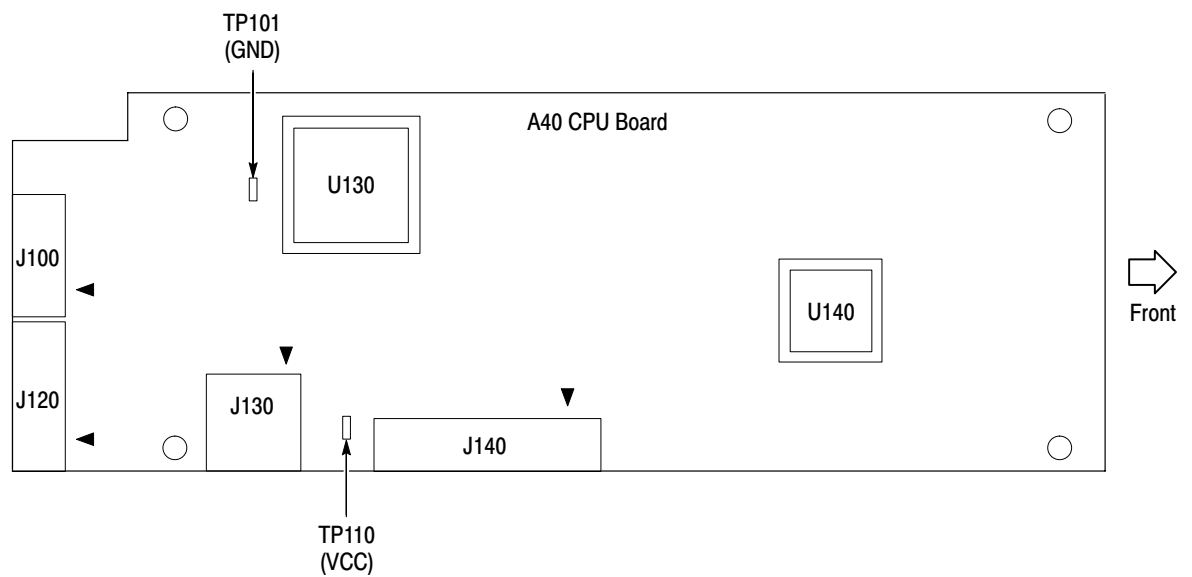 TP101
(GND)
A40 CPU Board
U130
J100
U140
Front
J120
J130
J140
TP110
(VCC)